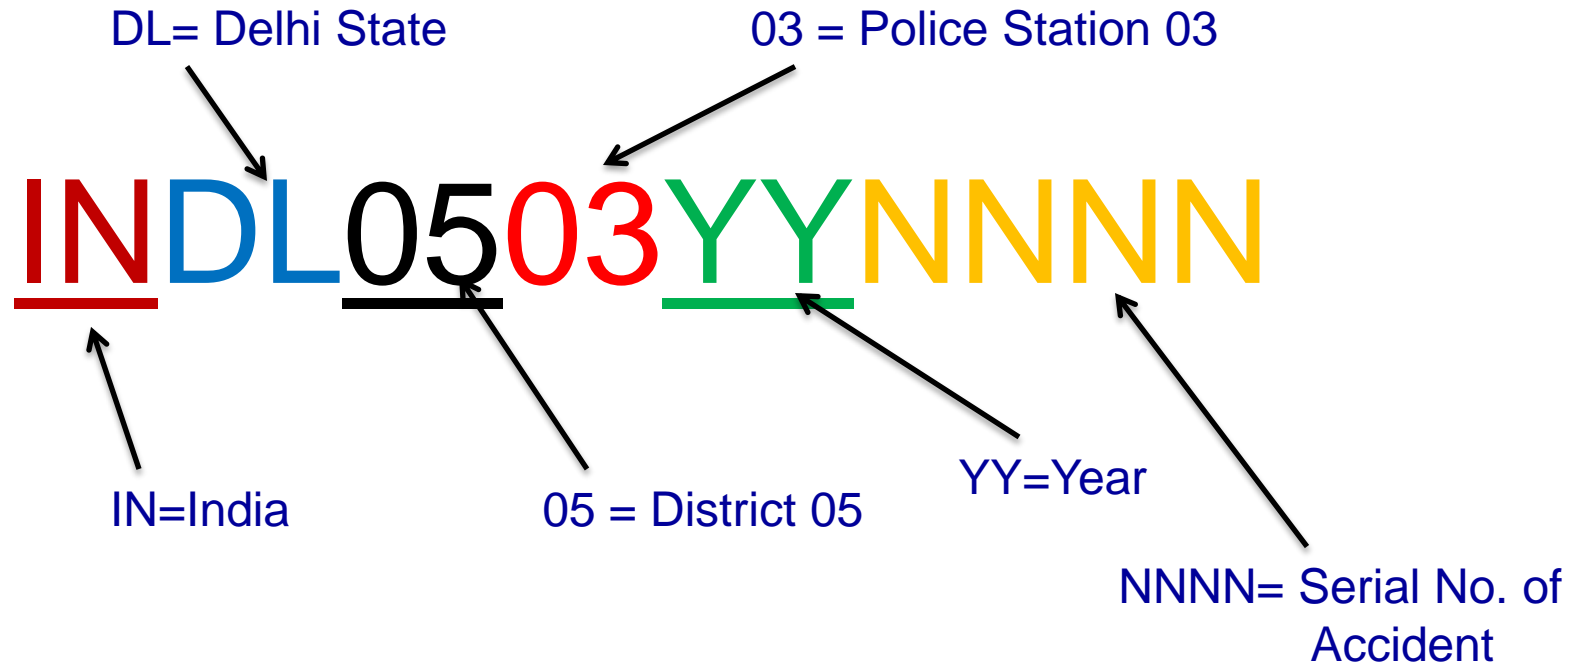 DL= Delhi State
03 = Police Station 03
INDL0503YYNNNN
IN=India
05 = District 05
YY=Year
NNNN= Serial No. of
Accident